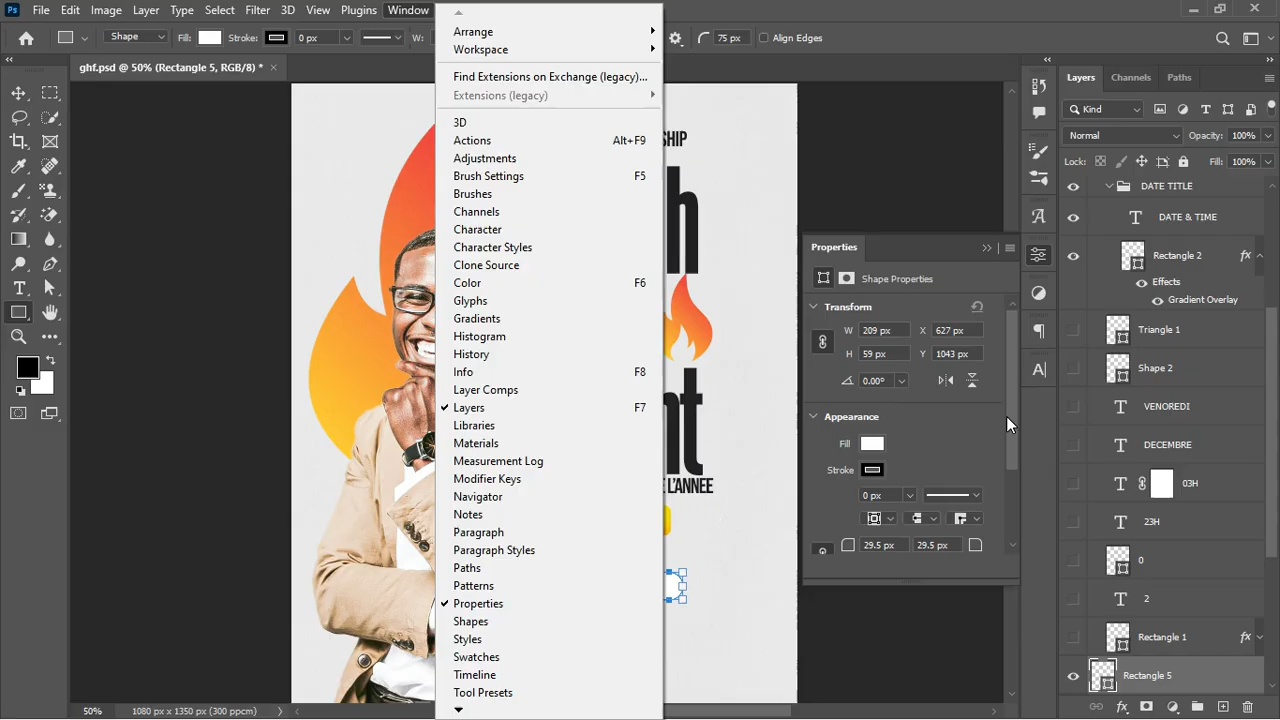 Ps File Edit Image Layer Type Select Filter 3D View Plugins Window
Shape Fill: Stroke: 0 px W: 75 px Align Edges
ghf.psd @ 50% (Rectangle 5, RGB/8) *
Arrange
Workspace
Find Extensions on Exchange (legacy)...
Extensions (legacy)
3D
Actions Alt+F9
Adjustments
Brush Settings F5
Brushes
Channels
Character
Character Styles
Clone Source
Color F6
Glyphs
Gradients
Histogram
History
Info F8
Layer Comps
Layers F7
Libraries
Materials
Measurement Log
Modifier Keys
Navigator
Notes
Paragraph
Paragraph Styles
Paths
Patterns
Properties
Shapes
Styles
Swatches
Timeline
Tool Presets
SHIP
h
nt
E L'ANNEE
Properties
Shape Properties
Transform
W 209 px X 627 px
H 59 px Y 1043 px
0.00°
Appearance
Fill
Stroke
0 px
29.5 px 29.5 px
Layers Channels Paths
Kind
Normal Opacity: 100%
Lock: Fill: 100%
DATE TITLE
DATE & TIME
Rectangle 2 fx
Effects
Gradient Overlay
Triangle 1
Shape 2
VENOREDI
DECEMBRE
03H
23H
0
2
Rectangle 1 fx
Rectangle 5
50% 1080 px x 1350 px (300 ppcm)